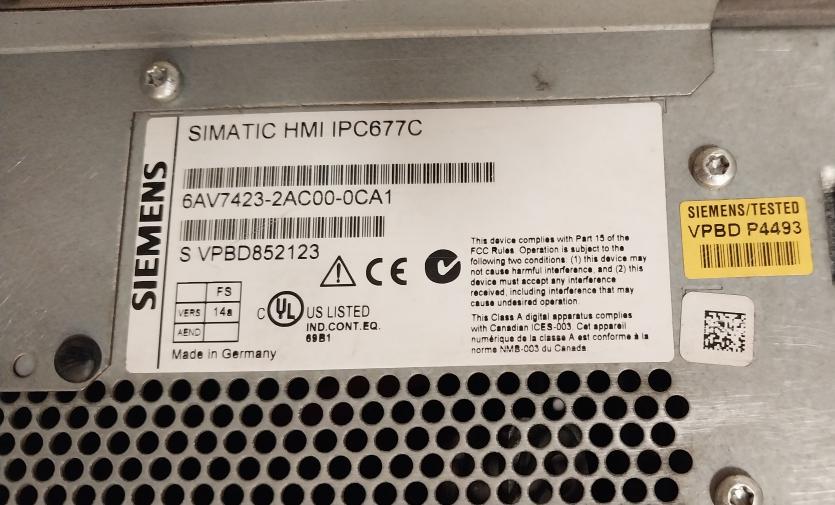 SIEMENS
SIMATIC HMI IPC677C
6AV7423-2AC00-0CA1
S VPBD852123
CE
FS
VERS 14a
AEND
C UL US LISTED
IND.CONT.EQ.
69B1
Made in Germany
This device complies with Part 15 of the
FCC Rules. Operation is subject to the
following two conditions: (1) this device may
not cause harmful interference, and (2) this
device must accept any interference
received, including interference that may
cause undesired operation.
This Class A digital apparatus complies
with Canadian ICES-003. Cet appareil
numérique de la classe A est conforme à la
norme NMB-003 du Canada
SIEMENS/TESTED
VPBD P4493